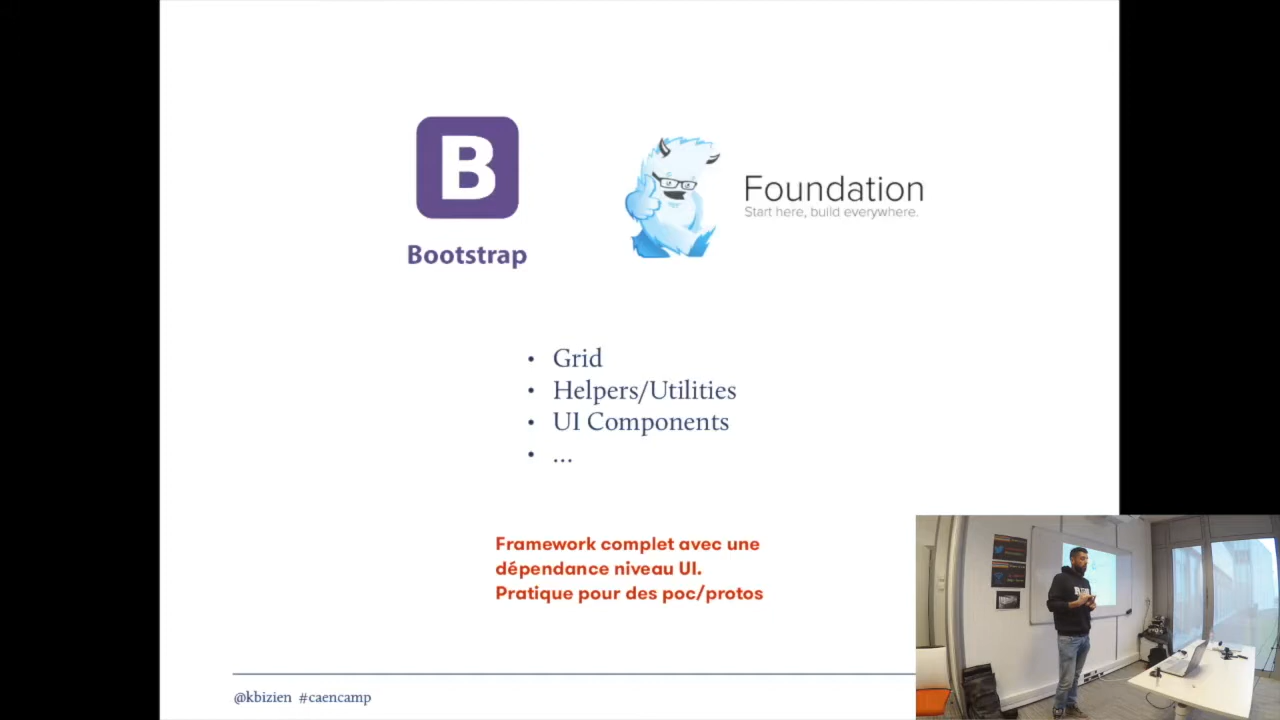 B
Bootstrap
Foundation
Start here, build everywhere.
• Grid
• Helpers/Utilities
• UI Components
• ...
Framework complet avec une
dépendance niveau UI.
Pratique pour des poc/protos
@kbizien #caencamp